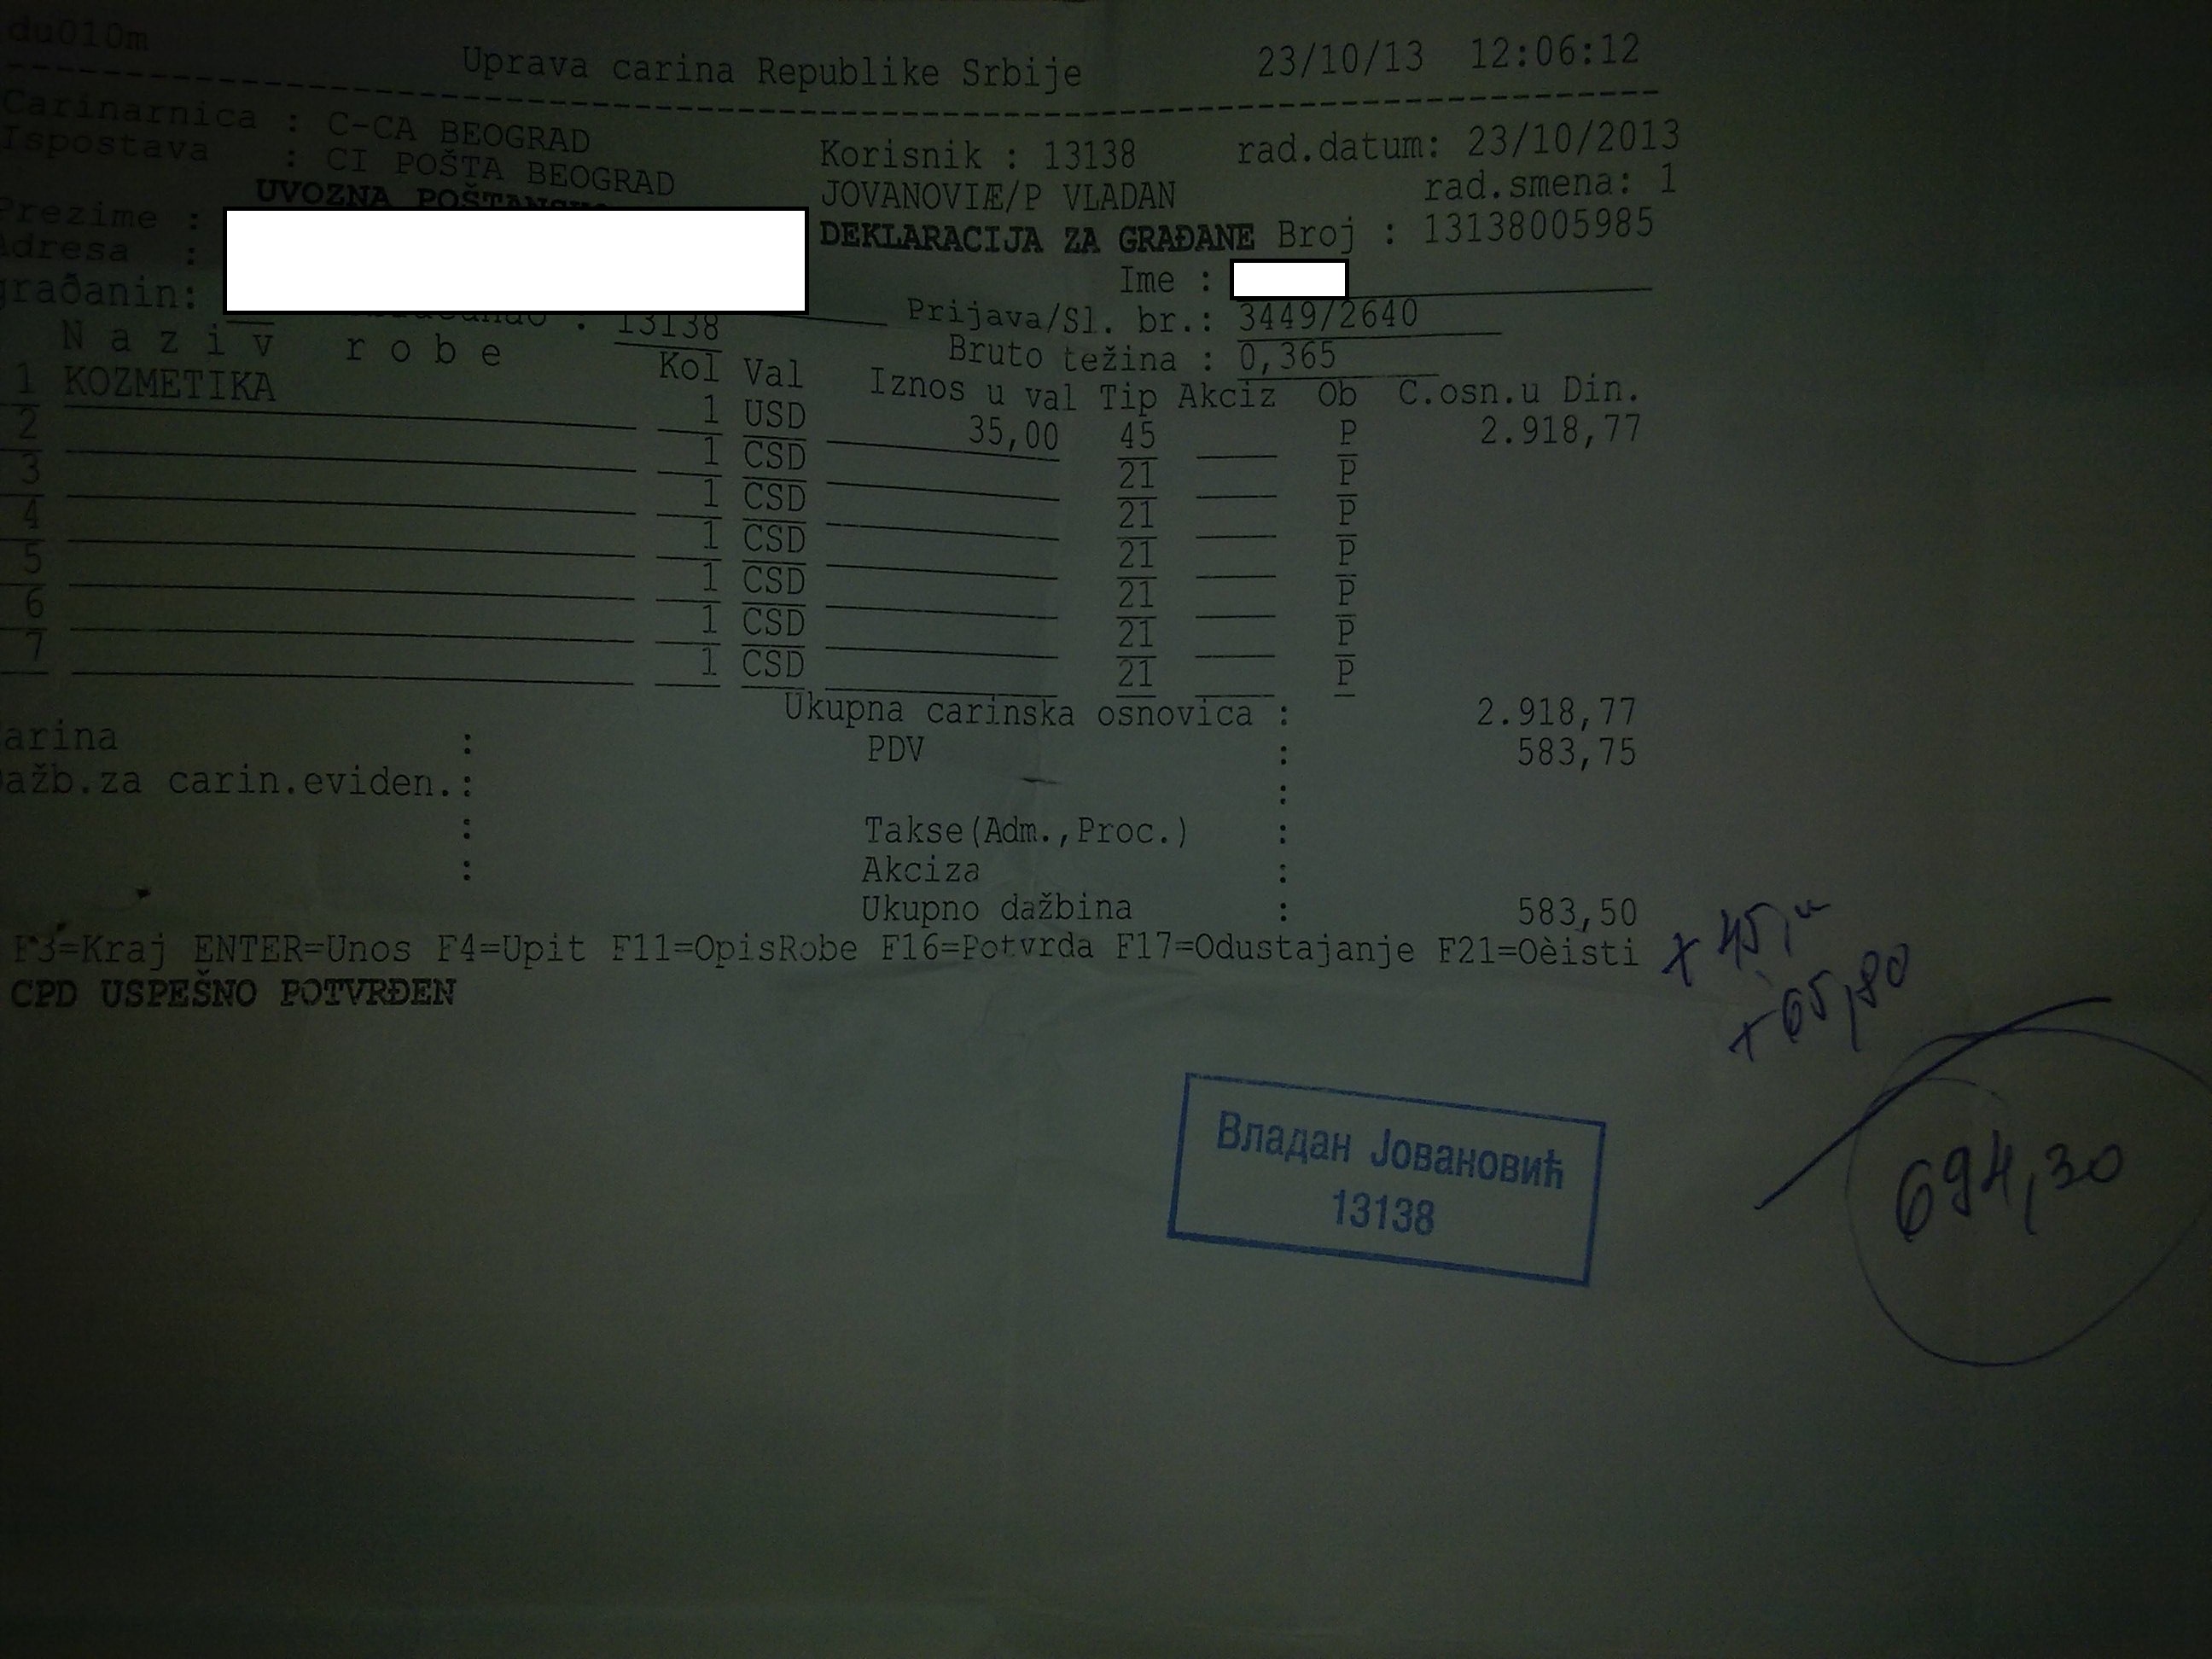 du010m
Uprava carina Republike Srbije 23/10/13 12:06:12
Carinarnica : C-CA BEOGRAD
Ispostava : CI POŠTA BEOGRAD Korisnik : 13138 rad.datum: 23/10/2013
JOVANOVIÆ/P VLADAN rad.smena: 1
UVOZNA DEKLARACIJA ZA GRAĐANE Broj : 13138005985
Prezime : Ime :
Adresa :
građanin: : 13138 Prijava/Sl. br.: 3449/2640
Bruto težina : 0,365
N a z i v r o b e Kol Val Iznos u val Tip Akciz Ob C.osn.u Din.
1 KOZMETIKA 1 USD 35,00 45 P 2.918,77
2 1 CSD 21 P
3 1 CSD 21 P
4 1 CSD 21 P
5 1 CSD 21 P
6 1 CSD 21 P
7 1 CSD 21 P
Ukupna carinska osnovica : 2.918,77
arina : PDV : 583,75
ažb.za carin.eviden.: :
: Takse(Adm.,Proc.) :
: Akciza :
Ukupno dažbina : 583,50
F3=Kraj ENTER=Unos F4=Upit F11=OpisRobe F16=Potvrda F17=Odustajanje F21=Oèisti
CPD USPEŠNO POTVRĐEN
+ 45,
+ 65,80
694,30
Владан Јовановић
13138